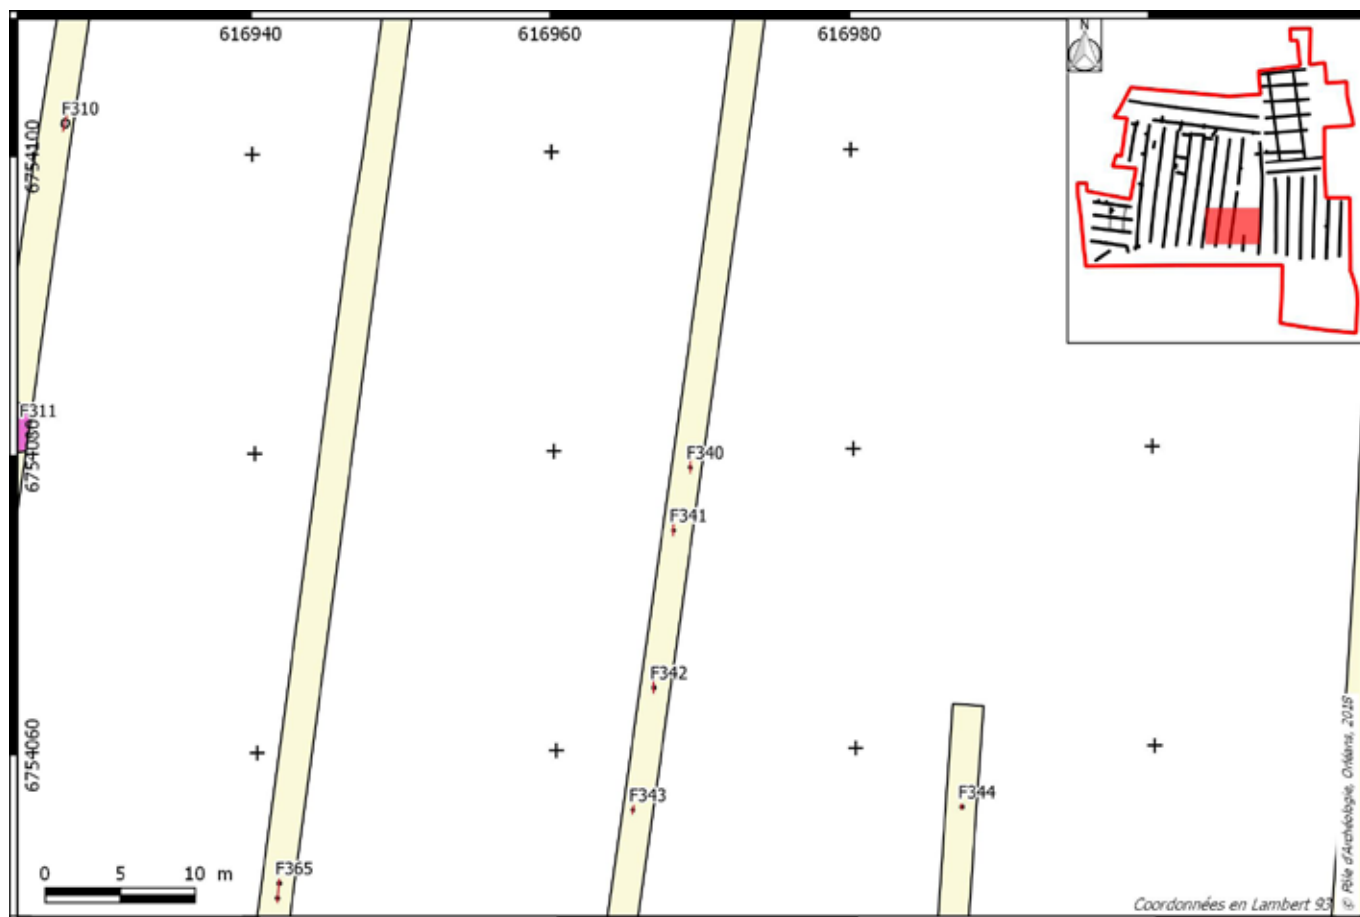 616940 616960 616980
N
F310
6754100
F311
6754080
F340
F341
F342
6754060
F343
F344
F365
0 5 10 m
Coordonnées en Lambert 93
© Pôle d'Archéologie, Orléans, 2018